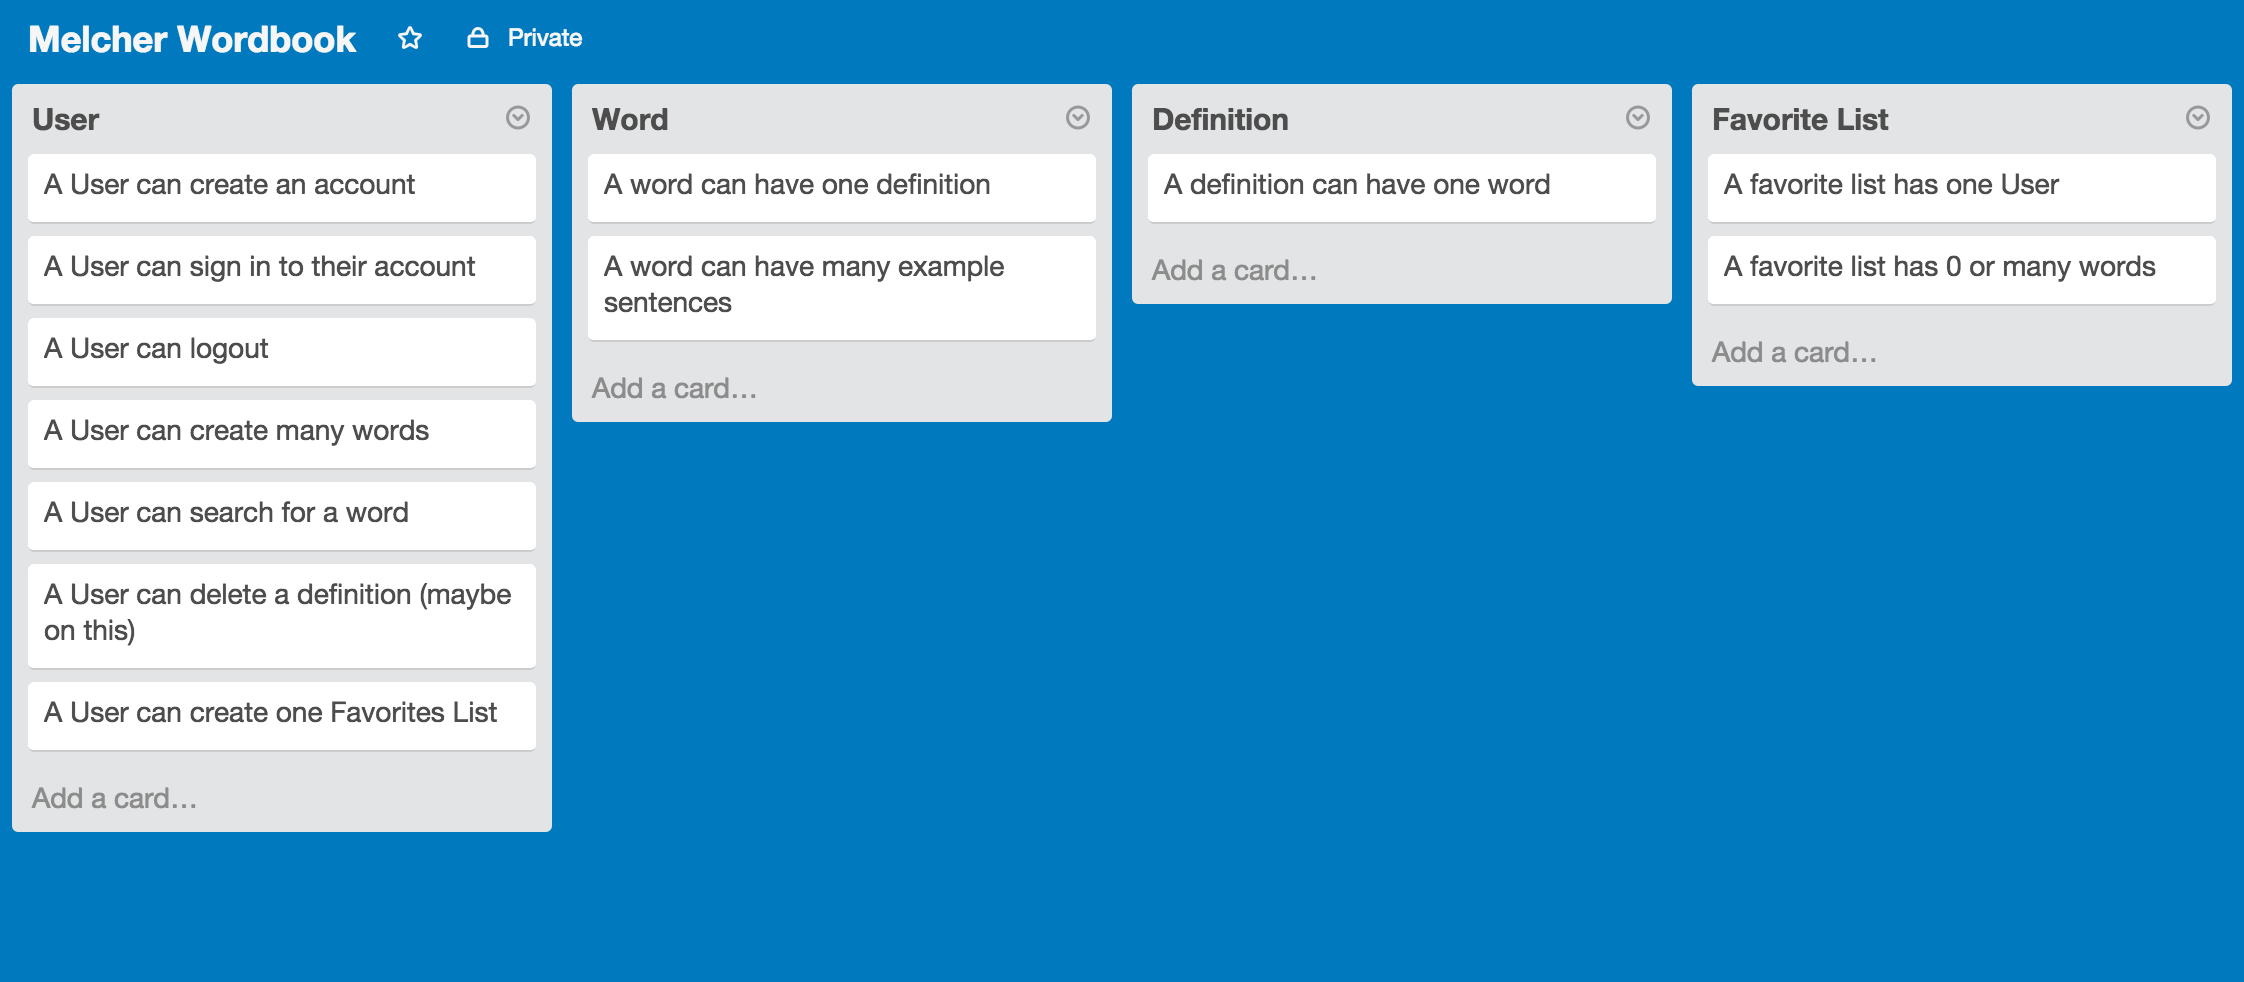 Melcher Wordbook Private
User
A User can create an account
A User can sign in to their account
A User can logout
A User can create many words
A User can search for a word
A User can delete a definition (maybe
on this)
A User can create one Favorites List
Add a card…
Word
A word can have one definition
A word can have many example
sentences
Add a card…
Definition
A definition can have one word
Add a card…
Favorite List
A favorite list has one User
A favorite list has 0 or many words
Add a card…